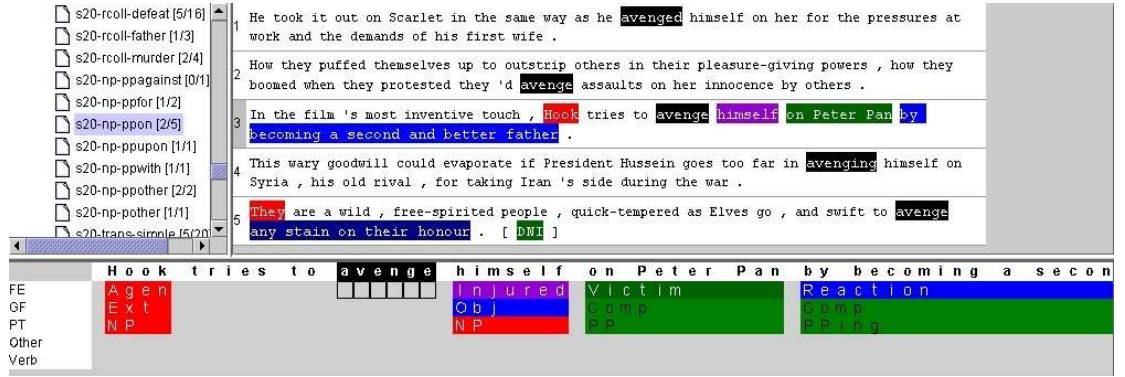 s20-rcoll-defeat [5/16]
s20-rcoll-father [1/3]
s20-rcoll-murder [2/4]
s20-np-ppagainst [0/1]
s20-np-ppfor [1/2]
s20-np-ppon [2/5]
s20-np-ppupon [1/1]
s20-np-ppwith [1/1]
s20-np-ppother [2/2]
s20-np-pother [1/1]
s20-trans-simple [5/20]
1 He took it out on Scarlet in the same way as he avenged himself on her for the pressures at
work and the demands of his first wife .
2 How they puffed themselves up to outstrip others in their pleasure-giving powers , how they
boomed when they protested they 'd avenge assaults on her innocence by others .
3 In the film 's most inventive touch , Hook tries to avenge himself on Peter Pan by
becoming a second and better father .
4 This wary goodwill could evaporate if President Hussein goes too far in avenging himself on
Syria , his old rival , for taking Iran 's side during the war .
5 They are a wild , free-spirited people , quick-tempered as Elves go , and swift to avenge
any stain on their honour . [ DNI ]
Hook tries to avenge himself on Peter Pan by becoming a secon
FE Agen Injured Victim Reaction
GF Ext Obj Comp Comp
PT NP NP PP PPing
Other
Verb